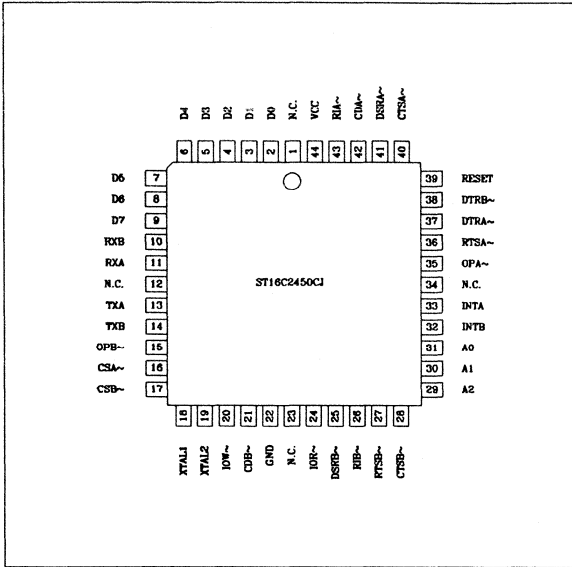 D4 D3 D2 D1 D0 N.C. VCC RIA~ CDA~ DSRA~ CTSA~
6 5 4 3 2 1 44 43 42 41 40
D5 7 39 RESET
D6 8 38 DTRB~
D7 9 37 DTRA~
RXB 10 36 RTSA~
RXA 11 35 OPA~
N.C. 12 34 N.C.
ST16C2450CJ
TXA 13 33 INTA
TXB 14 32 INTB
OPB~ 15 31 A0
CSA~ 16 30 A1
CSB~ 17 29 A2
18 19 20 21 22 23 24 25 26 27 28
XTAL1 XTAL2 IOW~ CDB~ GND N.C. IOR~ DSRB~ RIB~ RTSB~ CTSB~